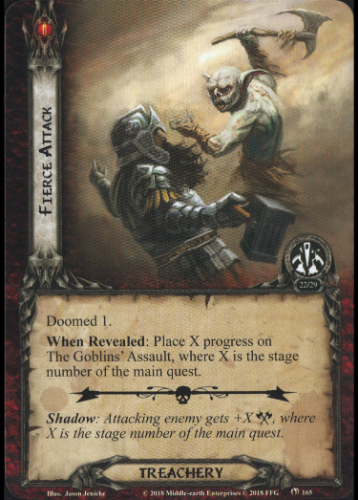 FIERCE ATTACK
22/29
Doomed 1.
When Revealed: Place X progress on
The Goblins' Assault, where X is the stage
number of the main quest.
Shadow: Attacking enemy gets +X, where
X is the stage number of the main quest.
TREACHERY
Illus. Jason Jenicke
© 2018 Middle-earth Enterprises © 2018 FFG
165